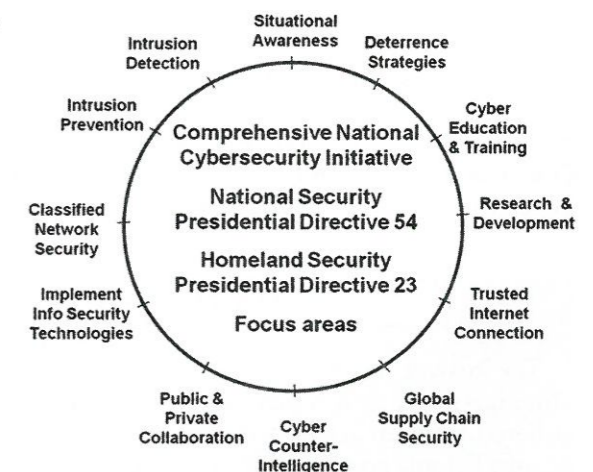 Situational
Awareness
Deterrence
Strategies
Cyber
Education
& Training
Research &
Development
Trusted
Internet
Connection
Global
Supply Chain
Security
Cyber
Counter-
Intelligence
Public &
Private
Collaboration
Implement
Info Security
Technologies
Classified
Network
Security
Intrusion
Prevention
Intrusion
Detection
Comprehensive National
Cybersecurity Initiative
National Security
Presidential Directive 54
Homeland Security
Presidential Directive 23
Focus areas